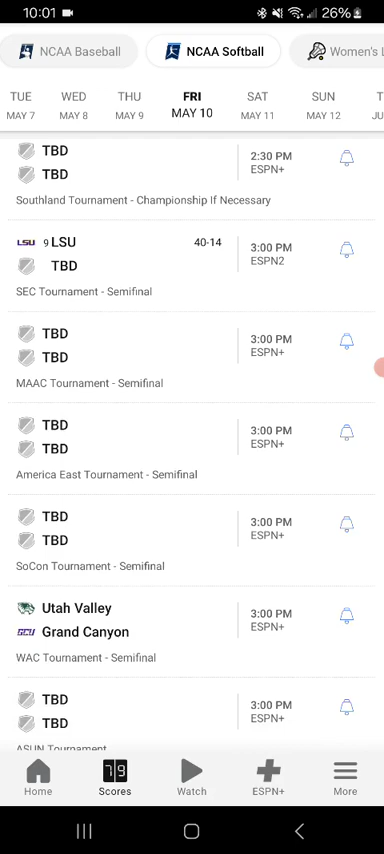 10:01 26%
NCAA Baseball NCAA Softball Women's L
TUE WED THU FRI SAT SUN T
MAY 7 MAY 8 MAY 9 MAY 10 MAY 11 MAY 12 JU
TBD 2:30 PM
TBD ESPN+
Southland Tournament - Championship If Necessary
LSU 9 LSU 40-14 3:00 PM
TBD ESPN2
SEC Tournament - Semifinal
TBD 3:00 PM
TBD ESPN+
MAAC Tournament - Semifinal
TBD 3:00 PM
TBD ESPN+
America East Tournament - Semifinal
TBD 3:00 PM
TBD ESPN+
SoCon Tournament - Semifinal
Utah Valley 3:00 PM
GCU Grand Canyon ESPN+
WAC Tournament - Semifinal
TBD 3:00 PM
TBD ESPN+
ASUN Tournament
7 9
Home Scores Watch ESPN+ More